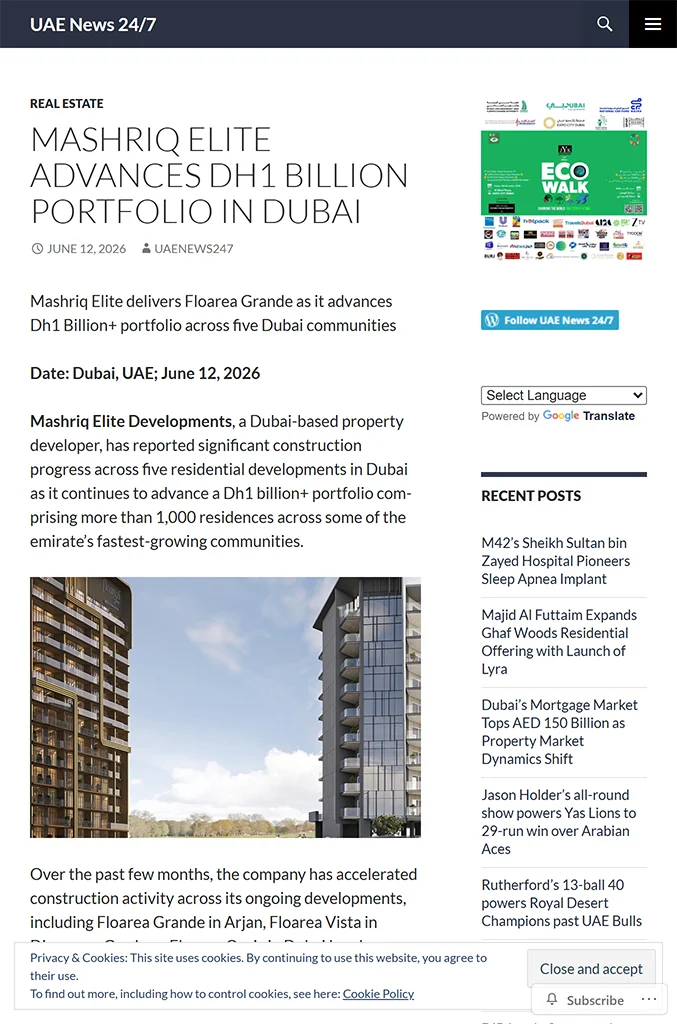 UAE News 24/7
REAL ESTATE
MASHRIQ ELITE
ADVANCES DH1 BILLION
PORTFOLIO IN DUBAI
JUNE 12, 2026 UAENEWS247
Mashriq Elite delivers Floarea Grande as it advances
Dh1 Billion+ portfolio across five Dubai communities
Date: Dubai, UAE; June 12, 2026
Mashriq Elite Developments, a Dubai-based property
developer, has reported significant construction
progress across five residential developments in Dubai
as it continues to advance a Dh1 billion+ portfolio com-
prising more than 1,000 residences across some of the
emirate's fastest-growing communities.
Over the past few months, the company has accelerated
construction activity across its ongoing developments,
including Floarea Grande in Arjan, Floarea Vista in
ECO
WALK
Follow UAE News 24/7
Select Language
Powered by Google Translate
RECENT POSTS
M42's Sheikh Sultan bin
Zayed Hospital Pioneers
Sleep Apnea Implant
Majid Al Futtaim Expands
Ghaf Woods Residential
Offering with Launch of
Lyra
Dubai's Mortgage Market
Tops AED 150 Billion as
Property Market
Dynamics Shift
Jason Holder's all-round
show powers Yas Lions to
29-run win over Arabian
Aces
Rutherford's 13-ball 40
powers Royal Desert
Champions past UAE Bulls
Privacy & Cookies: This site uses cookies. By continuing to use this website, you agree to
their use.
To find out more, including how to control cookies, see here: Cookie Policy
Close and accept
Subscribe